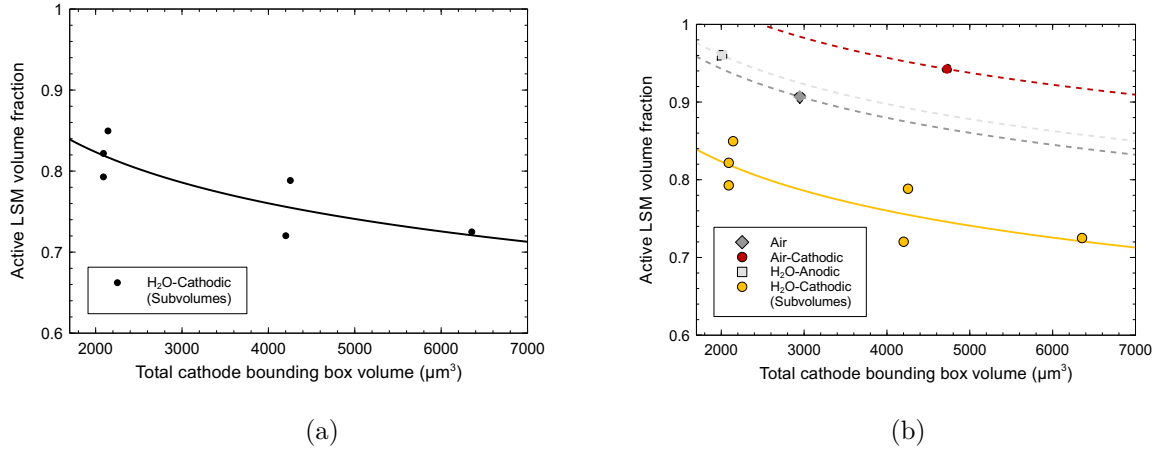 1
0.9
0.8
0.7
0.6
Active LSM volume fraction
H₂O-Cathodic
(Subvolumes)
2000 3000 4000 5000 6000 7000
Total cathode bounding box volume (µm³)
(a)
1
0.9
0.8
0.7
0.6
Active LSM volume fraction
Air
Air-Cathodic
H₂O-Anodic
H₂O-Cathodic
(Subvolumes)
2000 3000 4000 5000 6000 7000
Total cathode bounding box volume (µm³)
(b)